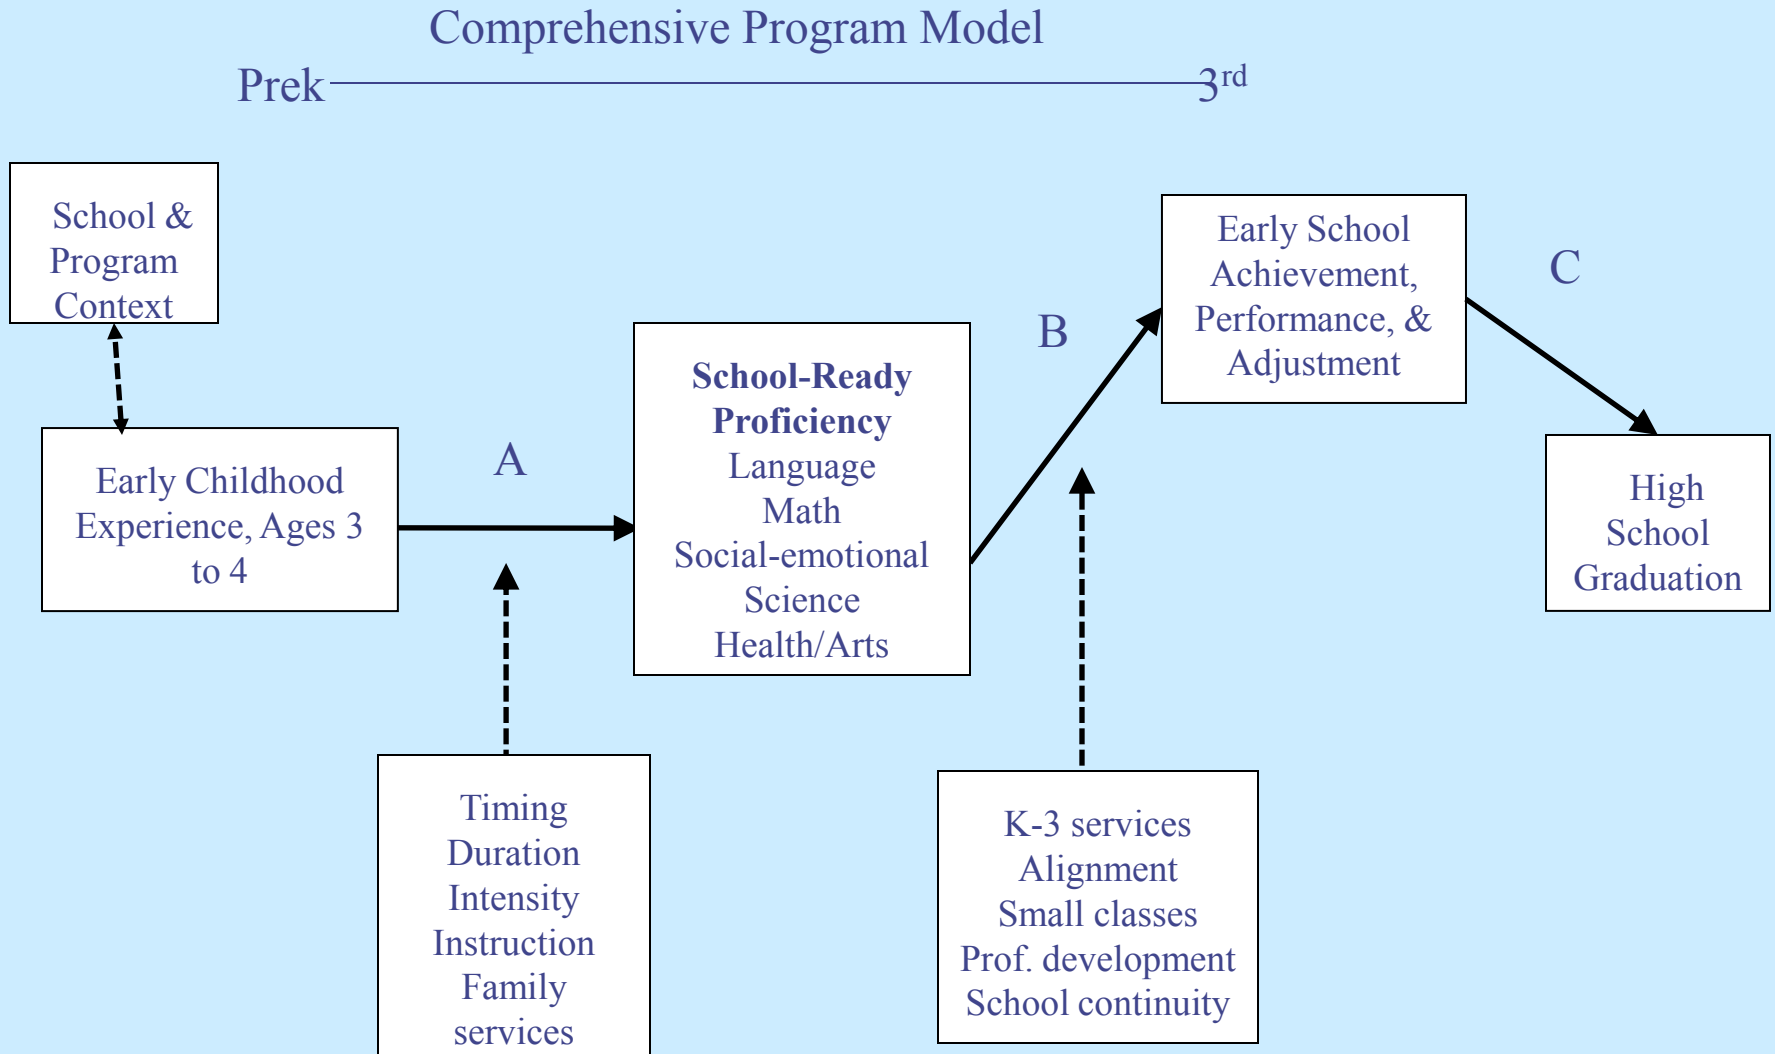 Comprehensive Program Model
Prek 3rd
School &
Program
Context
Early Childhood
Experience, Ages 3
to 4
A
School-Ready
Proficiency
Language
Math
Social-emotional
Science
Health/Arts
B
Early School
Achievement,
Performance, &
Adjustment
C
High
School
Graduation
Timing
Duration
Intensity
Instruction
Family
services
K-3 services
Alignment
Small classes
Prof. development
School continuity